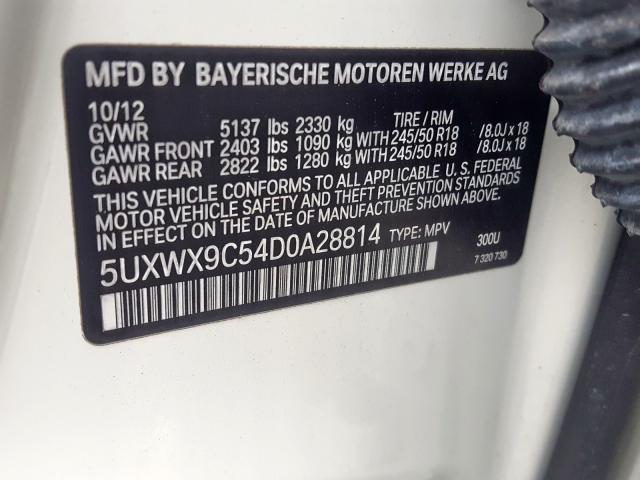 MFD BY BAYERISCHE MOTOREN WERKE AG
10/12 TIRE / RIM
GVWR 5137 lbs 2330 kg
GAWR FRONT 2403 lbs 1090 kg WITH 245/50 R18 /8.0J x 18
GAWR REAR 2822 lbs 1280 kg WITH 245/50 R18 /8.0J x 18
THIS VEHICLE CONFORMS TO ALL APPLICABLE U.S. FEDERAL
MOTOR VEHICLE SAFETY AND THEFT PREVENTION STANDARDS
IN EFFECT ON THE DATE OF MANUFACTURE SHOWN ABOVE.
5UXWX9C54D0A28814 TYPE: MPV 300U
7 320 730